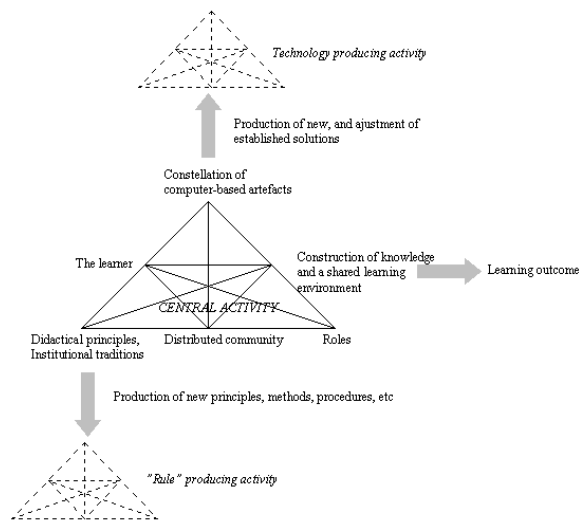 Technology producing activity
Production of new, and ajustment of
established solutions
Constellation of
computer-based artefacts
The learner
Construction of knowledge
and a shared learning
environment
Learning outcome
CENTRAL ACTIVITY
Didactical principles,
Institutional traditions
Distributed community
Roles
Production of new principles, methods, procedures, etc
"Rule" producing activity